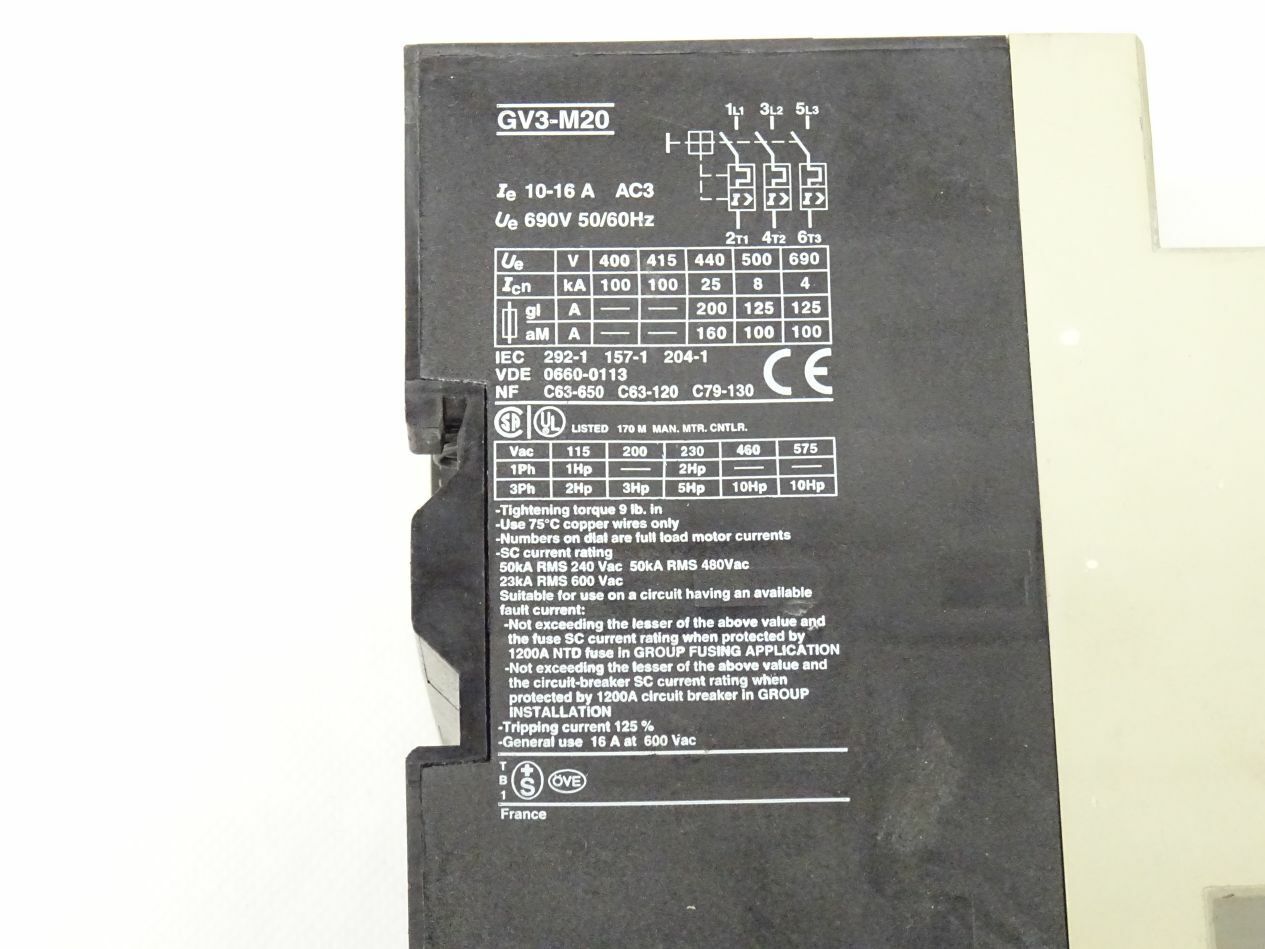 GV3-M20
1L1 3L2 5L3
Ie 10-16 A AC3
I> I> I>
Ue 690V 50/60Hz
2T1 4T2 6T3
Ue V 400 415 440 500 690
Icn kA 100 100 25 8 4
gI A — — 200 125 125
aM A — — 160 100 100
IEC 292-1 157-1 204-1
VDE 0660-0113
NF C63-650 C63-120 C79-130
CE
SA UL LISTED 170 M MAN. MTR. CNTLR.
Vac 115 200 230 460 575
1Ph 1Hp — 2Hp — —
3Ph 2Hp 3Hp 5Hp 10Hp 10Hp
-Tightening torque 9 lb. in
-Use 75°C copper wires only
-Numbers on dial are full load motor currents
-SC current rating
50kA RMS 240 Vac 50kA RMS 480Vac
23kA RMS 600 Vac
Suitable for use on a circuit having an available
fault current:
-Not exceeding the lesser of the above value and
the fuse SC current rating when protected by
1200A NTD fuse in GROUP FUSING APPLICATION
-Not exceeding the lesser of the above value and
the circuit-breaker SC current rating when
protected by 1200A circuit breaker in GROUP
INSTALLATION
-Tripping current 125 %
-General use 16 A at 600 Vac
TB1 +S ÖVE
France